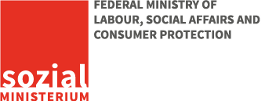 FEDERAL MINISTRY OF
LABOUR, SOCIAL AFFAIRS AND
CONSUMER PROTECTION
sozial
MINISTERIUM